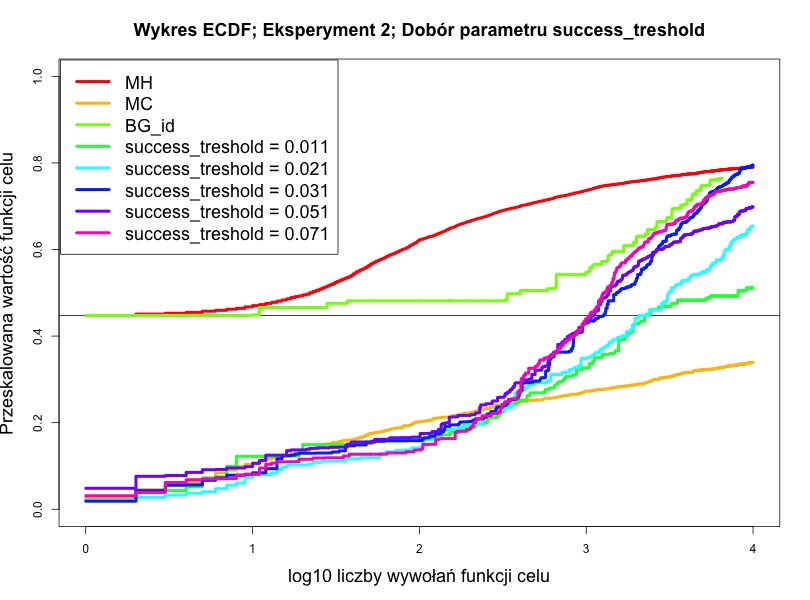 Wykres ECDF; Eksperyment 2; Dobór parametru success_treshold
MH
MC
BG_id
success_treshold = 0.011
success_treshold = 0.021
success_treshold = 0.031
success_treshold = 0.051
success_treshold = 0.071
Przeskalowana wartość funkcji celu
1.0
0.8
0.6
0.4
0.2
0.0
0 1 2 3 4
log10 liczby wywołań funkcji celu